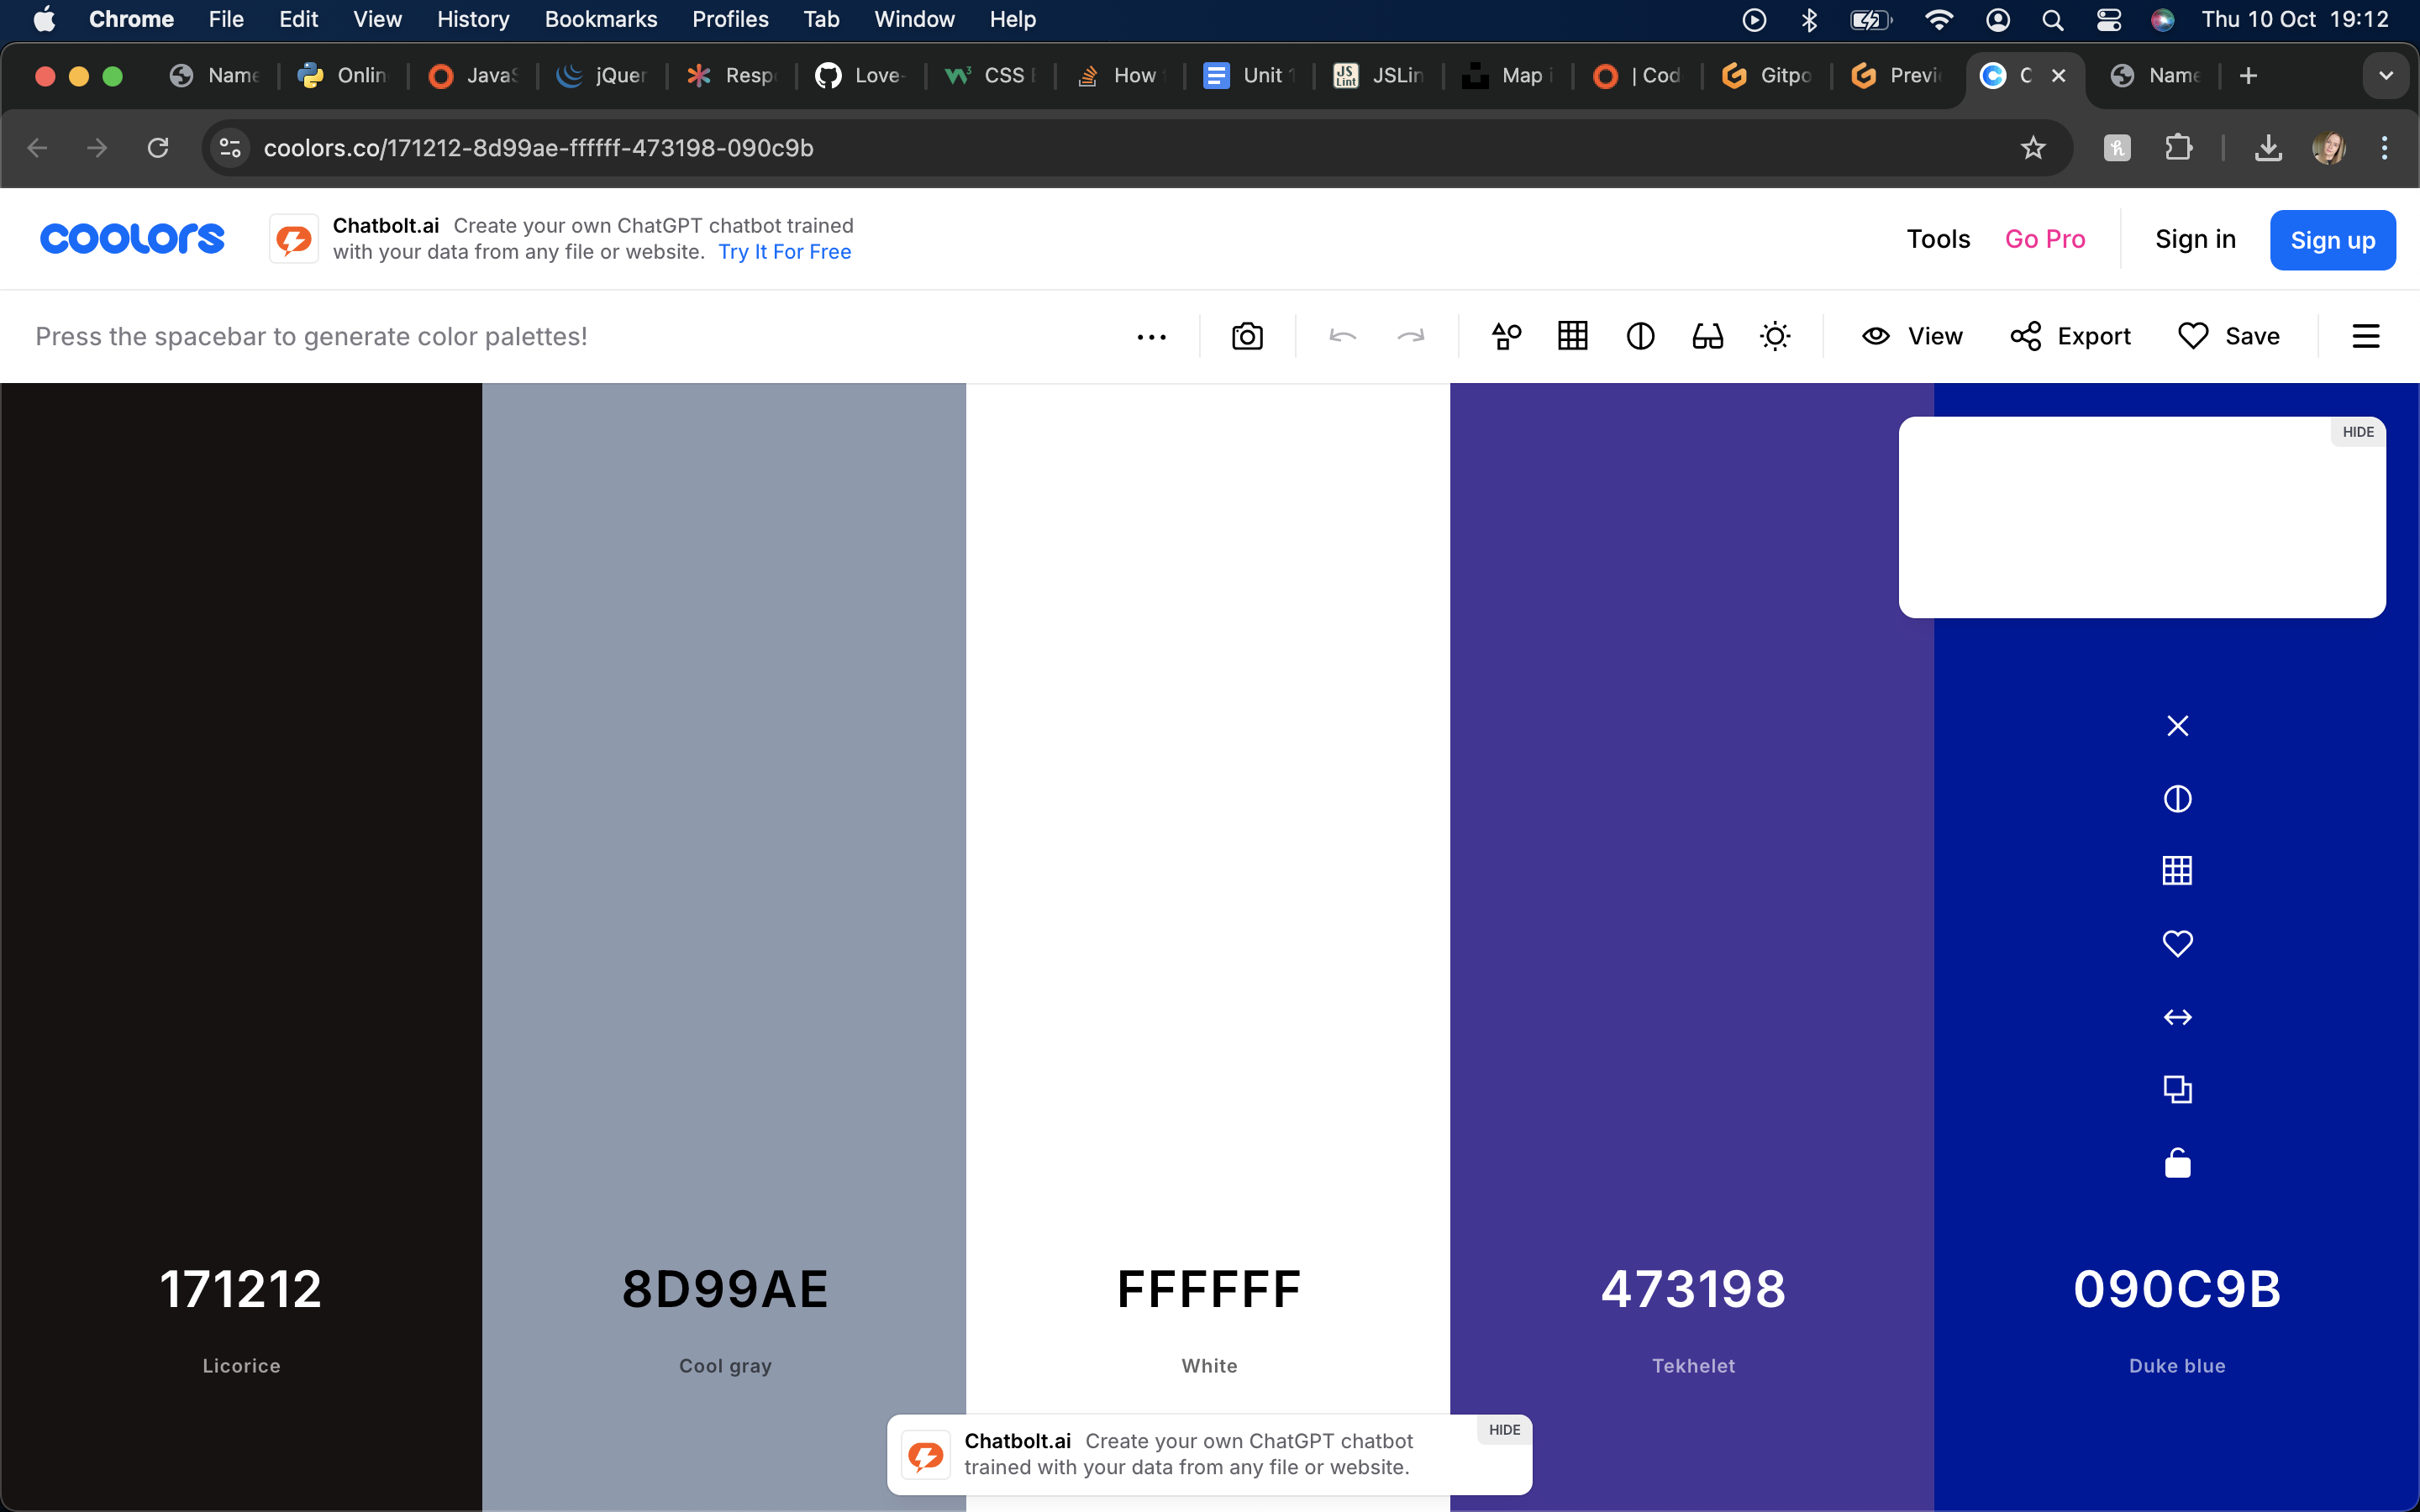 Chrome File Edit View History Bookmarks Profiles Tab Window Help Thu 10 Oct 19:12
Name Onlin JavaS jQuer Resp Love- CSS How Unit 1 JS Lint JSLin Map i | Cod Gitpo Previ C Name
coolors.co/171212-8d99ae-ffffff-473198-090c9b
coolors
Chatbolt.ai Create your own ChatGPT chatbot trained
with your data from any file or website. Try It For Free
Tools Go Pro Sign in Sign up
Press the spacebar to generate color palettes!
View Export Save
HIDE
171212 8D99AE FFFFFF 473198 090C9B
Licorice Cool gray White Tekhelet Duke blue
HIDE
Chatbolt.ai Create your own ChatGPT chatbot
trained with your data from any file or website.